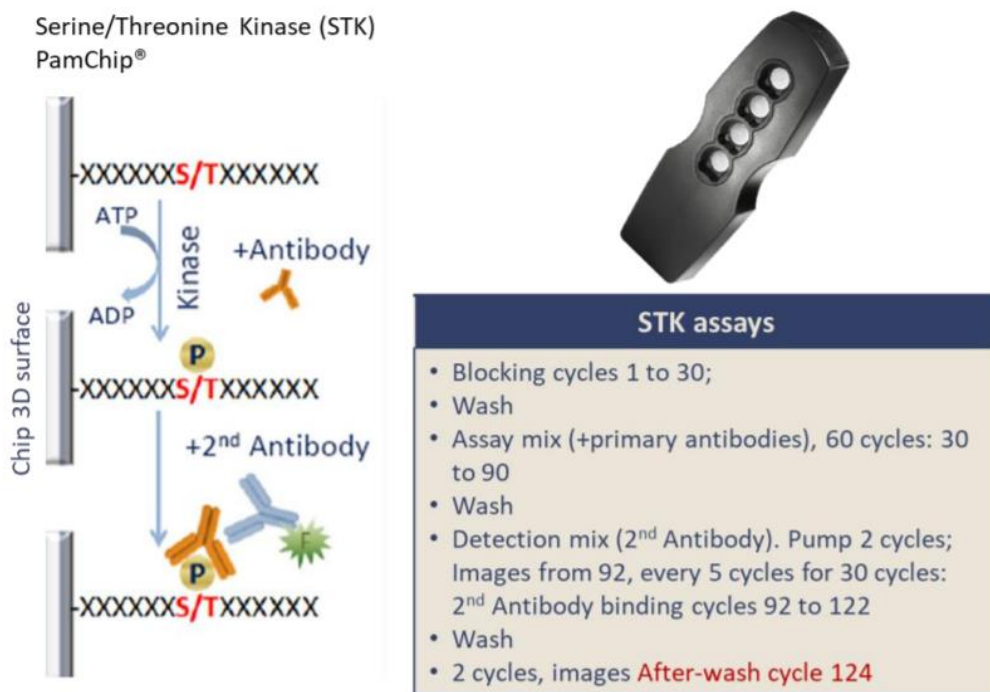 Serine/Threonine Kinase (STK)
PamChip®
-XXXXXXS/TXXXXXX
ATP
+Antibody
Kinase
ADP
Chip 3D surface
P
-XXXXXXS/TXXXXXX
+2nd Antibody
F
P
-XXXXXXS/TXXXXXX
STK assays
• Blocking cycles 1 to 30;
• Wash
• Assay mix (+primary antibodies), 60 cycles: 30
to 90
• Wash
• Detection mix (2nd Antibody). Pump 2 cycles;
Images from 92, every 5 cycles for 30 cycles:
2nd Antibody binding cycles 92 to 122
• Wash
• 2 cycles, images After-wash cycle 124